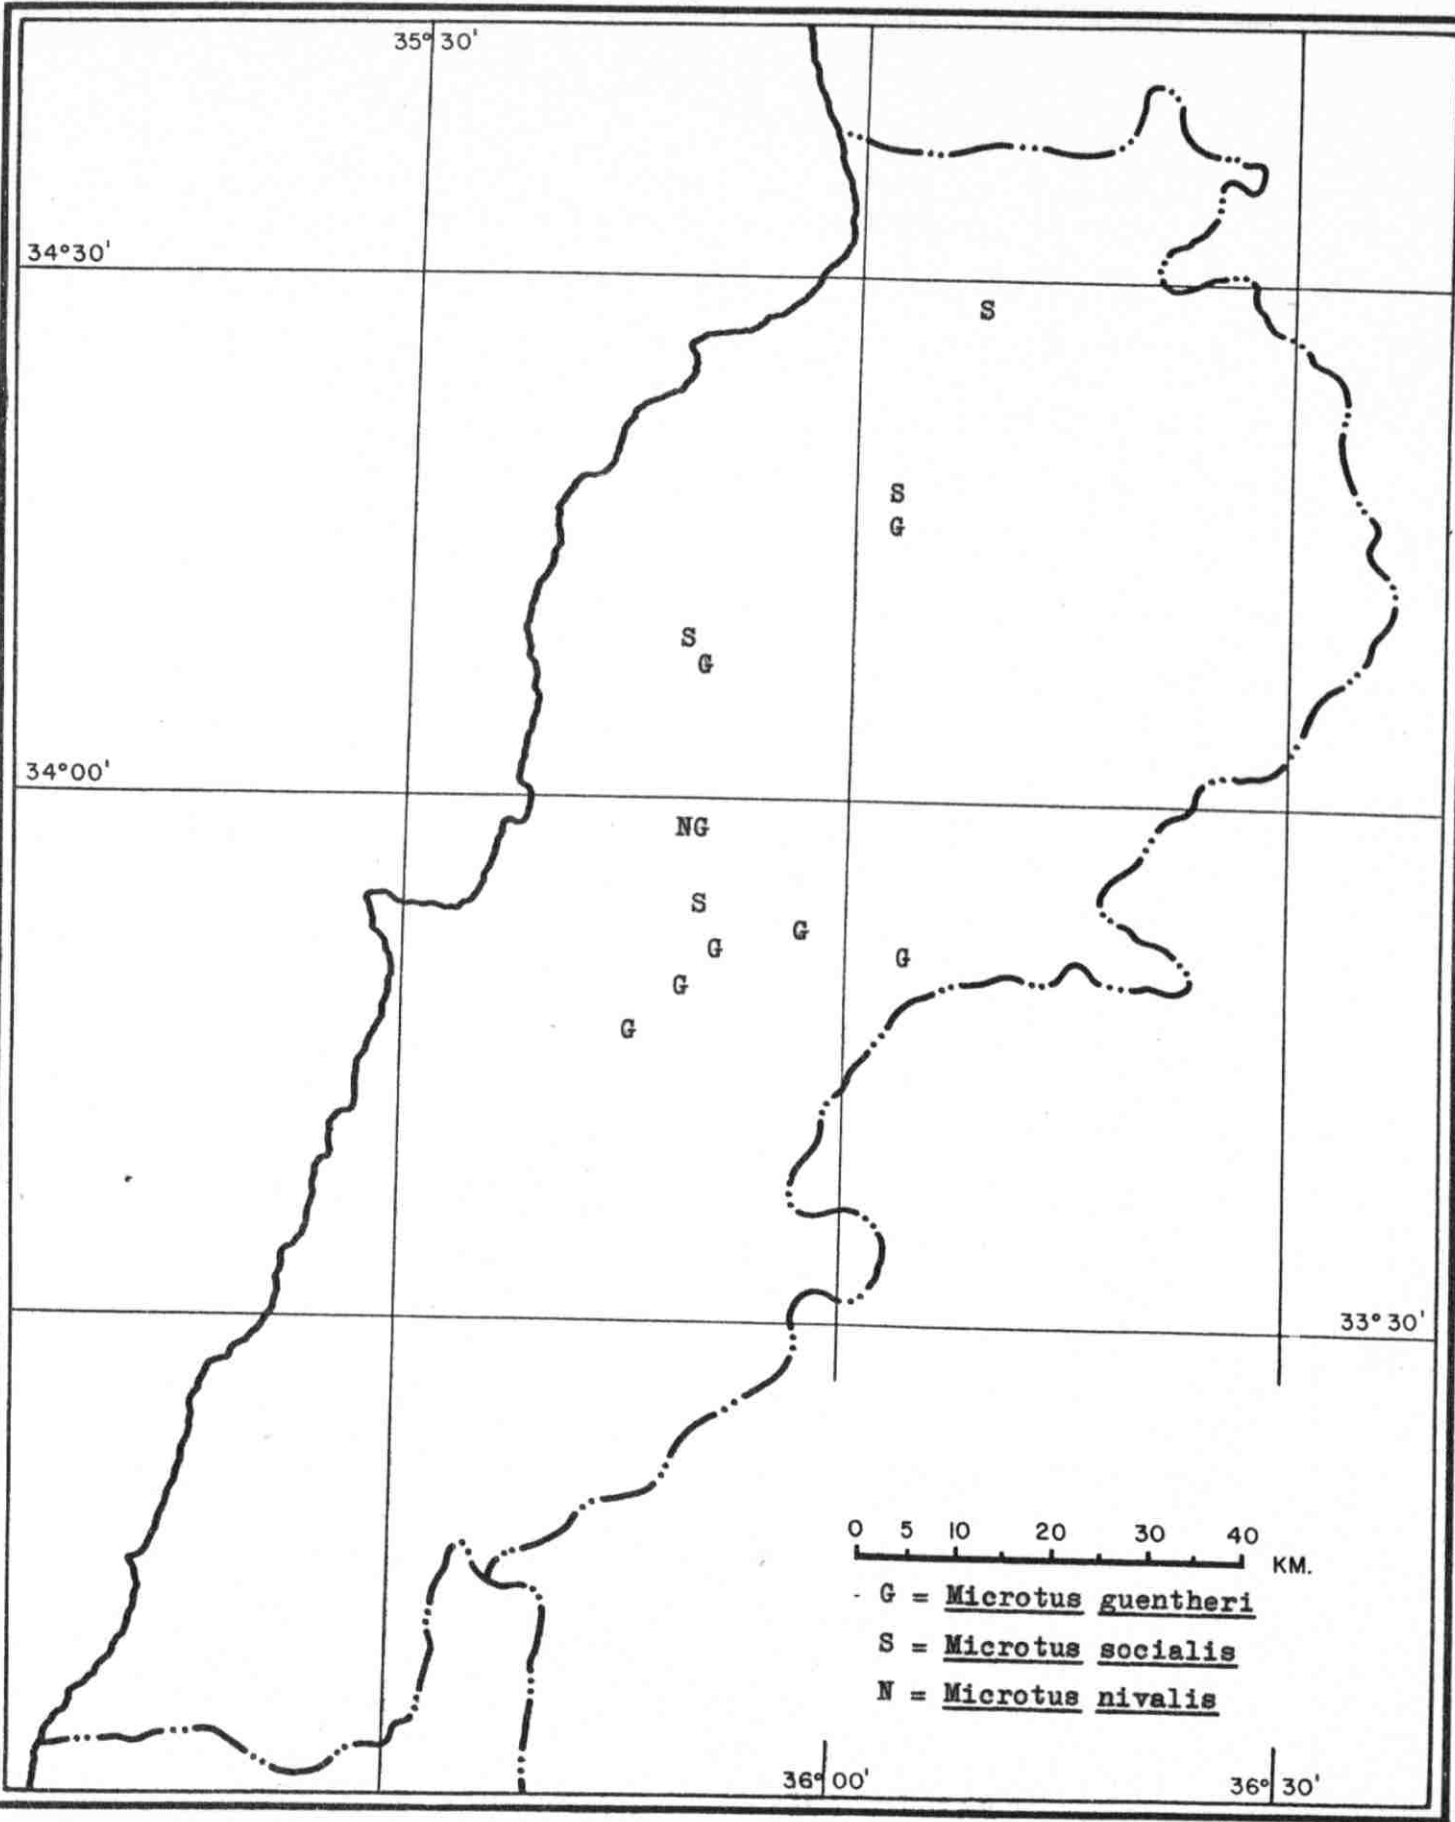 35°30'
34°30'
S
S
G
S
G
34°00'
NG
S
G
G
G
G
G
33°30'
0 5 10 20 30 40
KM.
- G = Microtus guentheri
S = Microtus socialis
N = Microtus nivalis
36°00'
36°30'